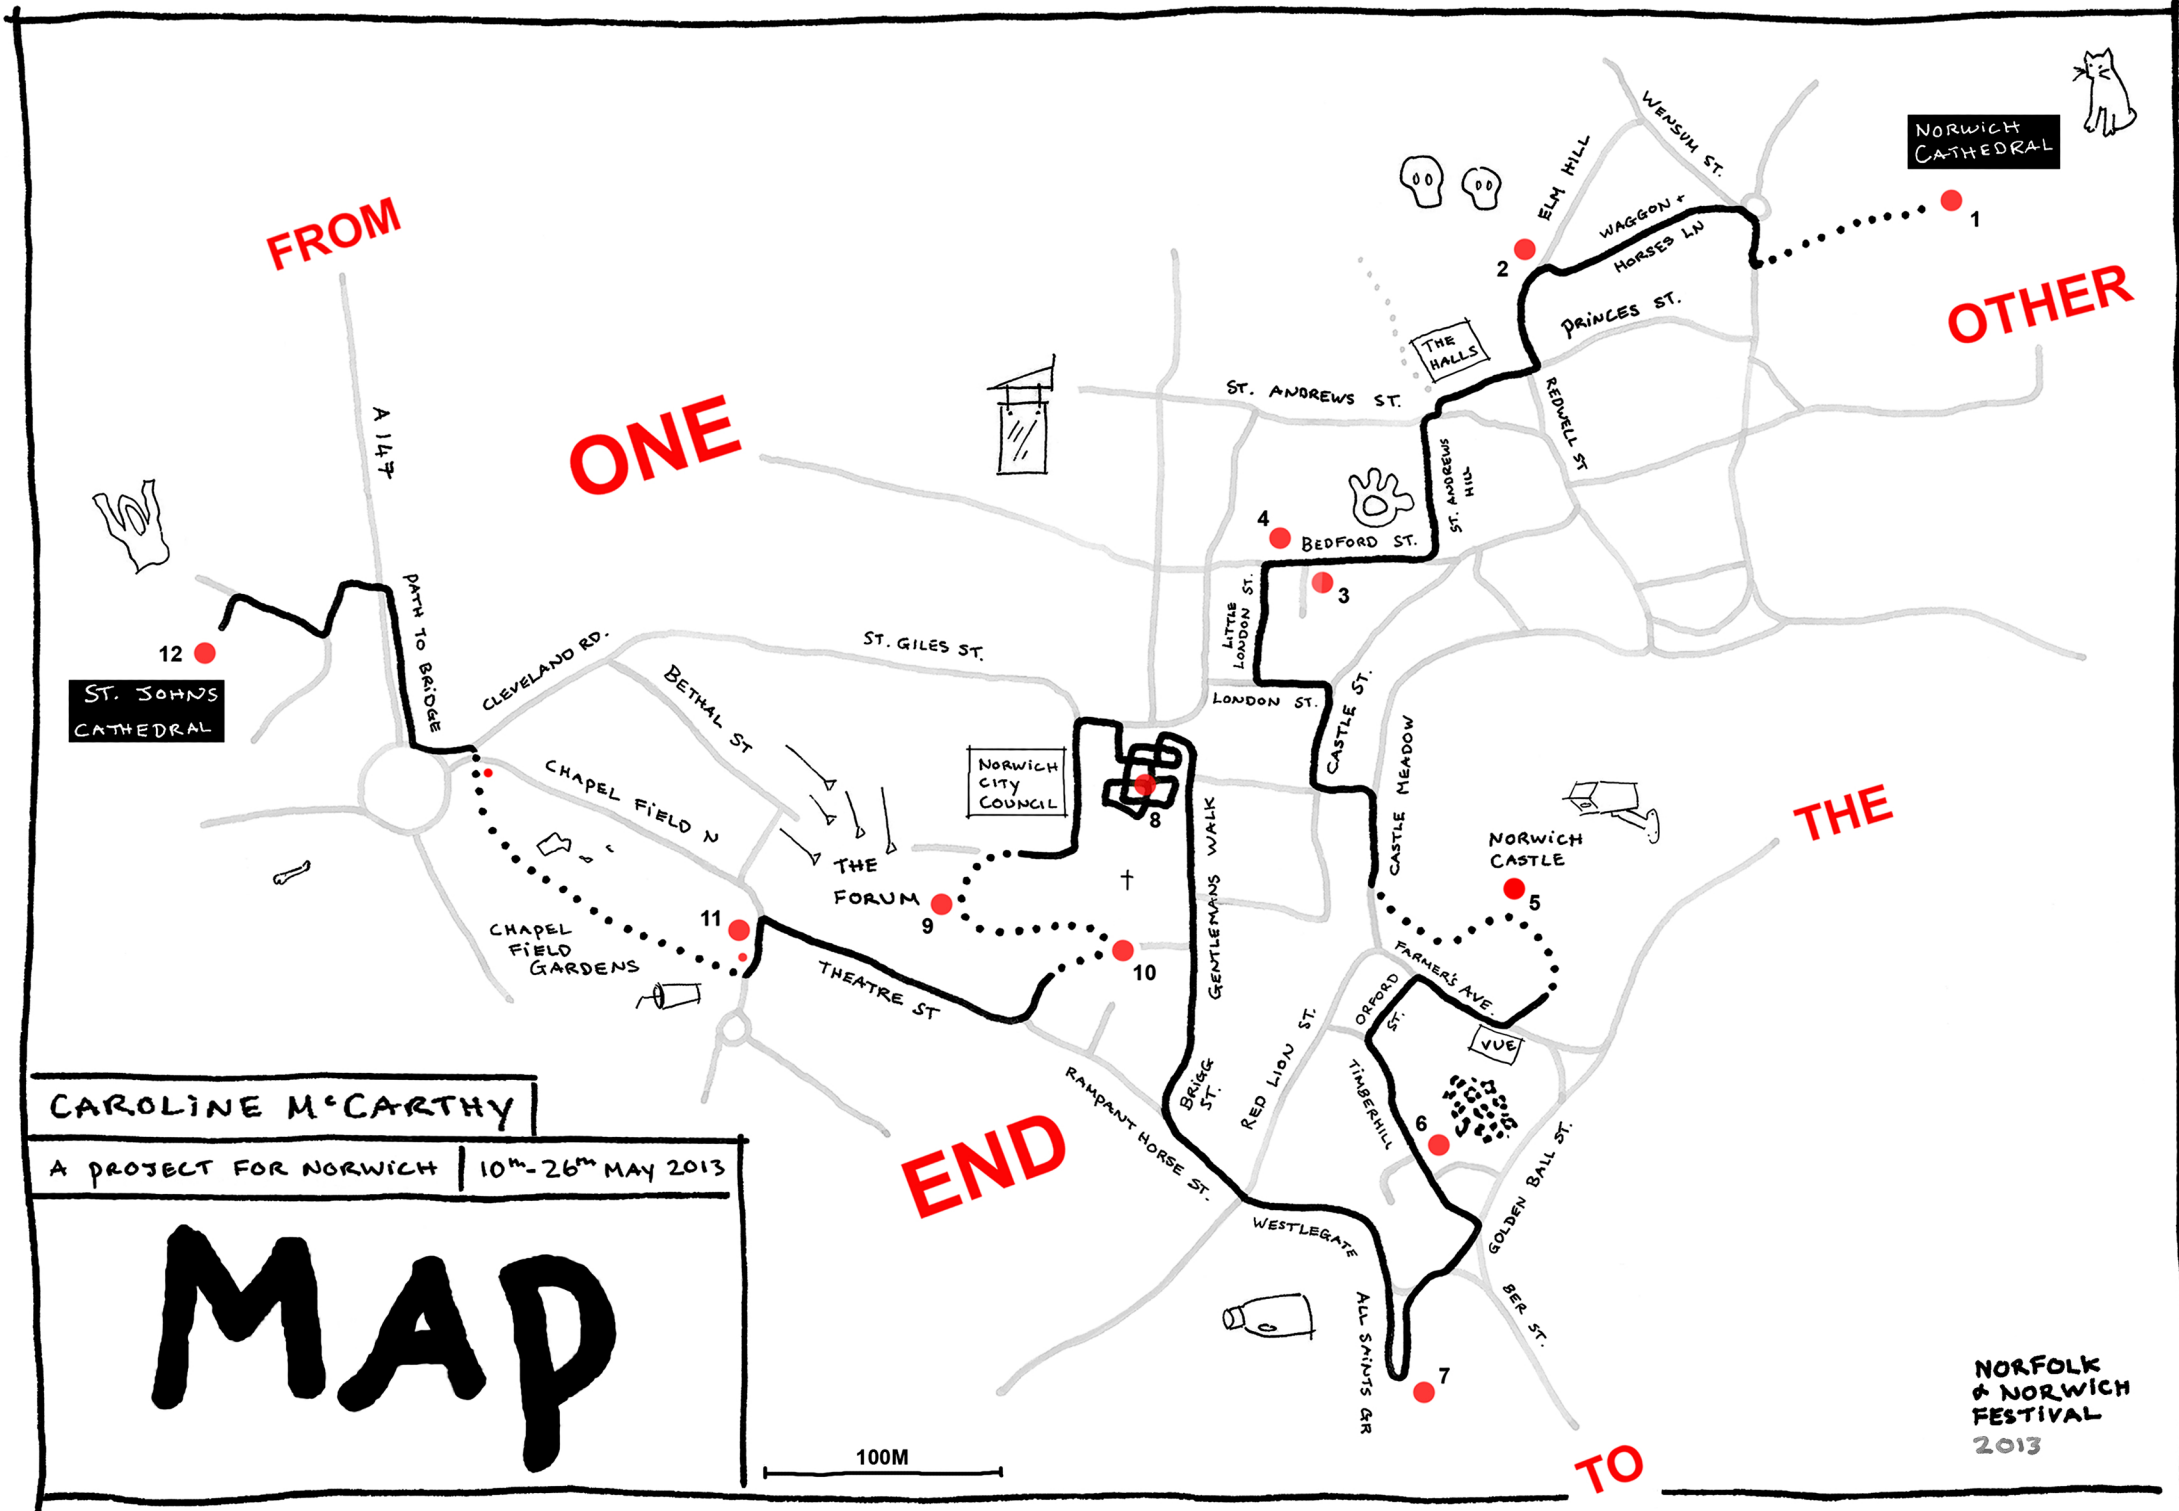 NORWICH
CATHEDRAL
1
WENSUM ST.
ELM HILL
WAGGON +
HORSES LN
2
FROM
OTHER
PRINCES ST.
THE
HALLS
ST. ANDREWS ST.
REDWELL ST
A147
ONE
ST. ANDREWS
HILL
4
BEDFORD ST.
3
LITTLE
LONDON ST.
PATH TO BRIDGE
12
ST. JOHNS
CATHEDRAL
CLEVELAND RD.
ST. GILES ST.
BETHAL ST
LONDON ST.
CASTLE ST.
CASTLE MEADOW
NORWICH
CITY
COUNCIL
8
CHAPEL FIELD N
THE
FORUM
9
GENTLEMANS WALK
NORWICH
CASTLE
5
THE
11
CHAPEL
FIELD
GARDENS
10
THEATRE ST
FARMER'S AVE.
ORFORD
ST.
VUE
RED LION ST.
TIMBERHILL
6
BRIGG
ST.
RAMPANT HORSE ST.
END
GOLDEN BALL ST.
WESTLEGATE
BER ST.
ALL SAINTS GR
7
CAROLINE McCARTHY
A PROJECT FOR NORWICH
10th-26th MAY 2013
MAP
100M
TO
NORFOLK
& NORWICH
FESTIVAL
2013